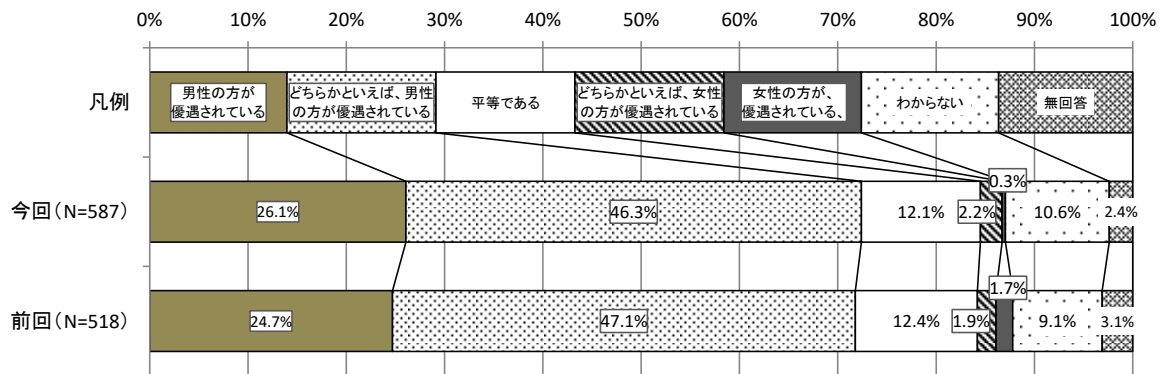 0% 10% 20% 30% 40% 50% 60% 70% 80% 90% 100%
凡例
男性の方が
優遇されている
どちらかといえば、男性
の方が優遇されている
平等である
どちらかといえば、女性
の方が優遇されている
女性の方が、
優遇されている、
わからない
無回答
今回(N=587)
26.1% 46.3% 12.1% 2.2% 0.3% 10.6% 2.4%
前回(N=518)
24.7% 47.1% 12.4% 1.9% 1.7% 9.1% 3.1%